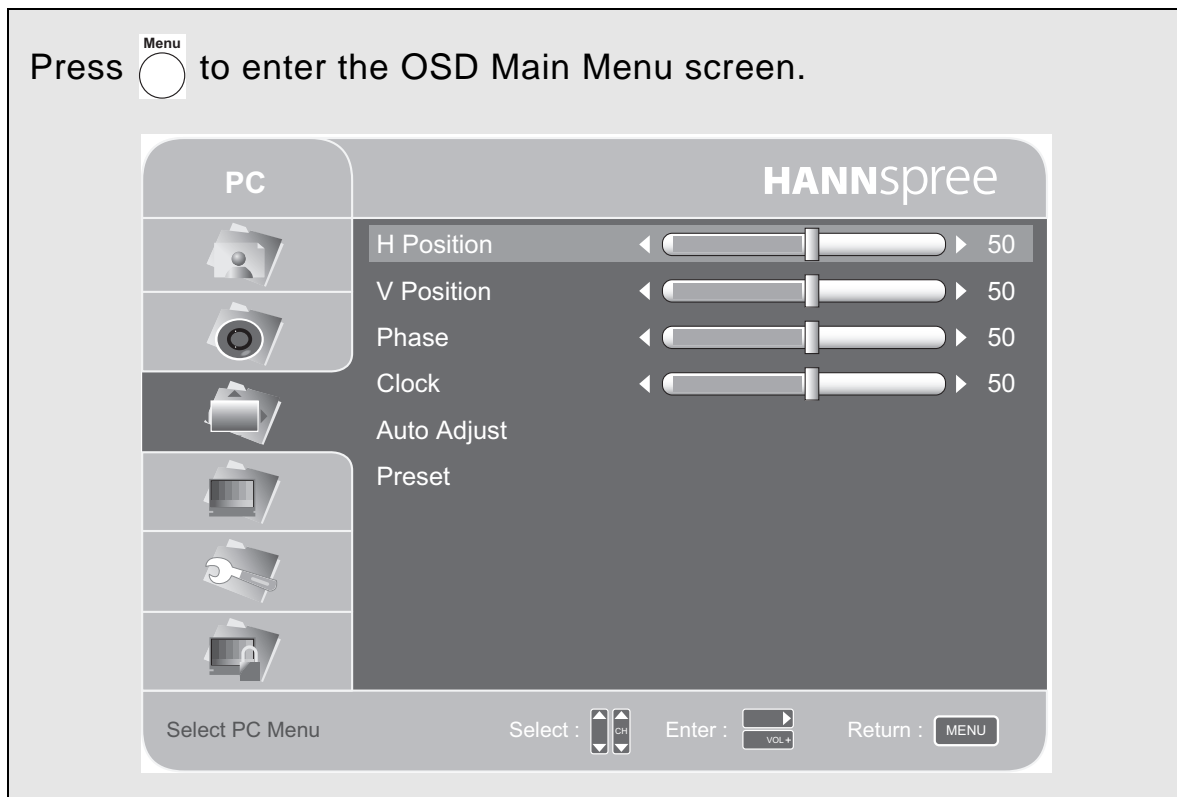 Menu
Press to enter the OSD Main Menu screen.
PC
HANNspree
H Position 50
V Position 50
Phase 50
Clock 50
Auto Adjust
Preset
Select PC Menu Select : CH Enter : VOL+ Return : MENU